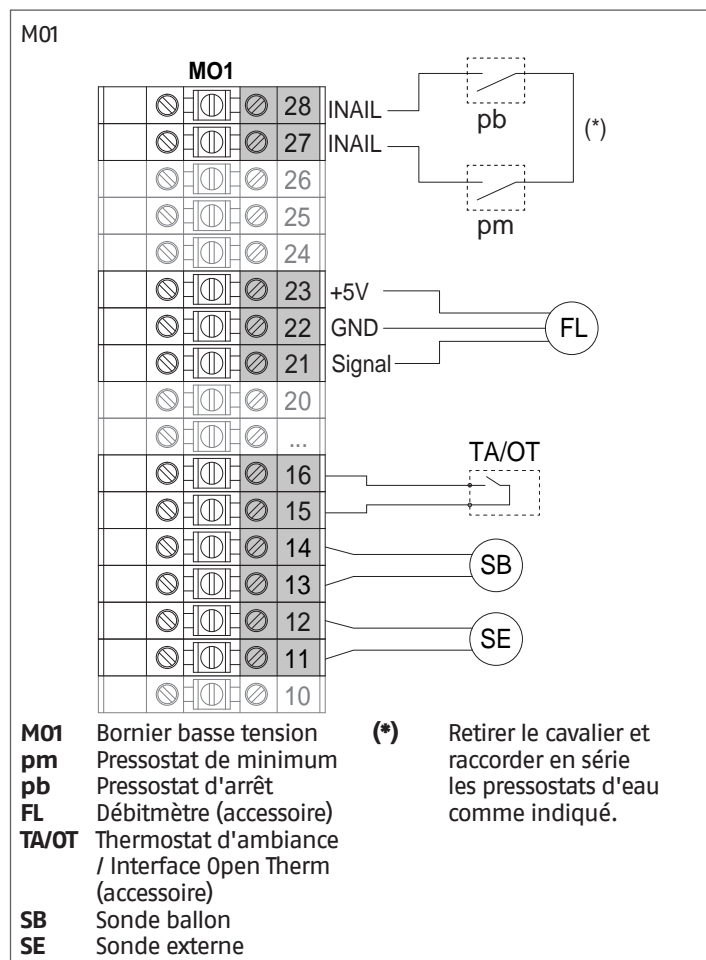 M01
MO1
28 INAIL
27 INAIL
26
25
24
23 +5V
22 GND
21 Signal
20
...
16
15
14
13
12
11
10
pb
(*)
pm
FL
TA/OT
SB
SE
M01 Bornier basse tension
pm Pressostat de minimum
pb Pressostat d'arrêt
FL Débitmètre (accessoire)
TA/OT Thermostat d'ambiance
/ Interface Open Therm
(accessoire)
SB Sonde ballon
SE Sonde externe
(*) Retirer le cavalier et
raccorder en série
les pressostats d'eau
comme indiqué.